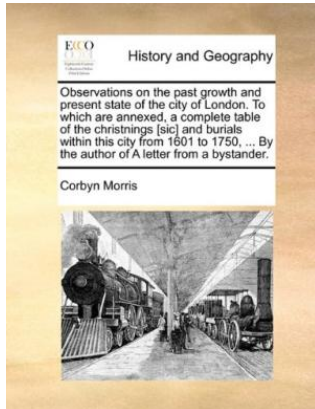 ECCO
History and Geography
Observations on the past growth and
present state of the city of London. To
which are annexed, a complete table
of the christnings [sic] and burials
within this city from 1601 to 1750, ... By
the author of A letter from a bystander.
Corbyn Morris